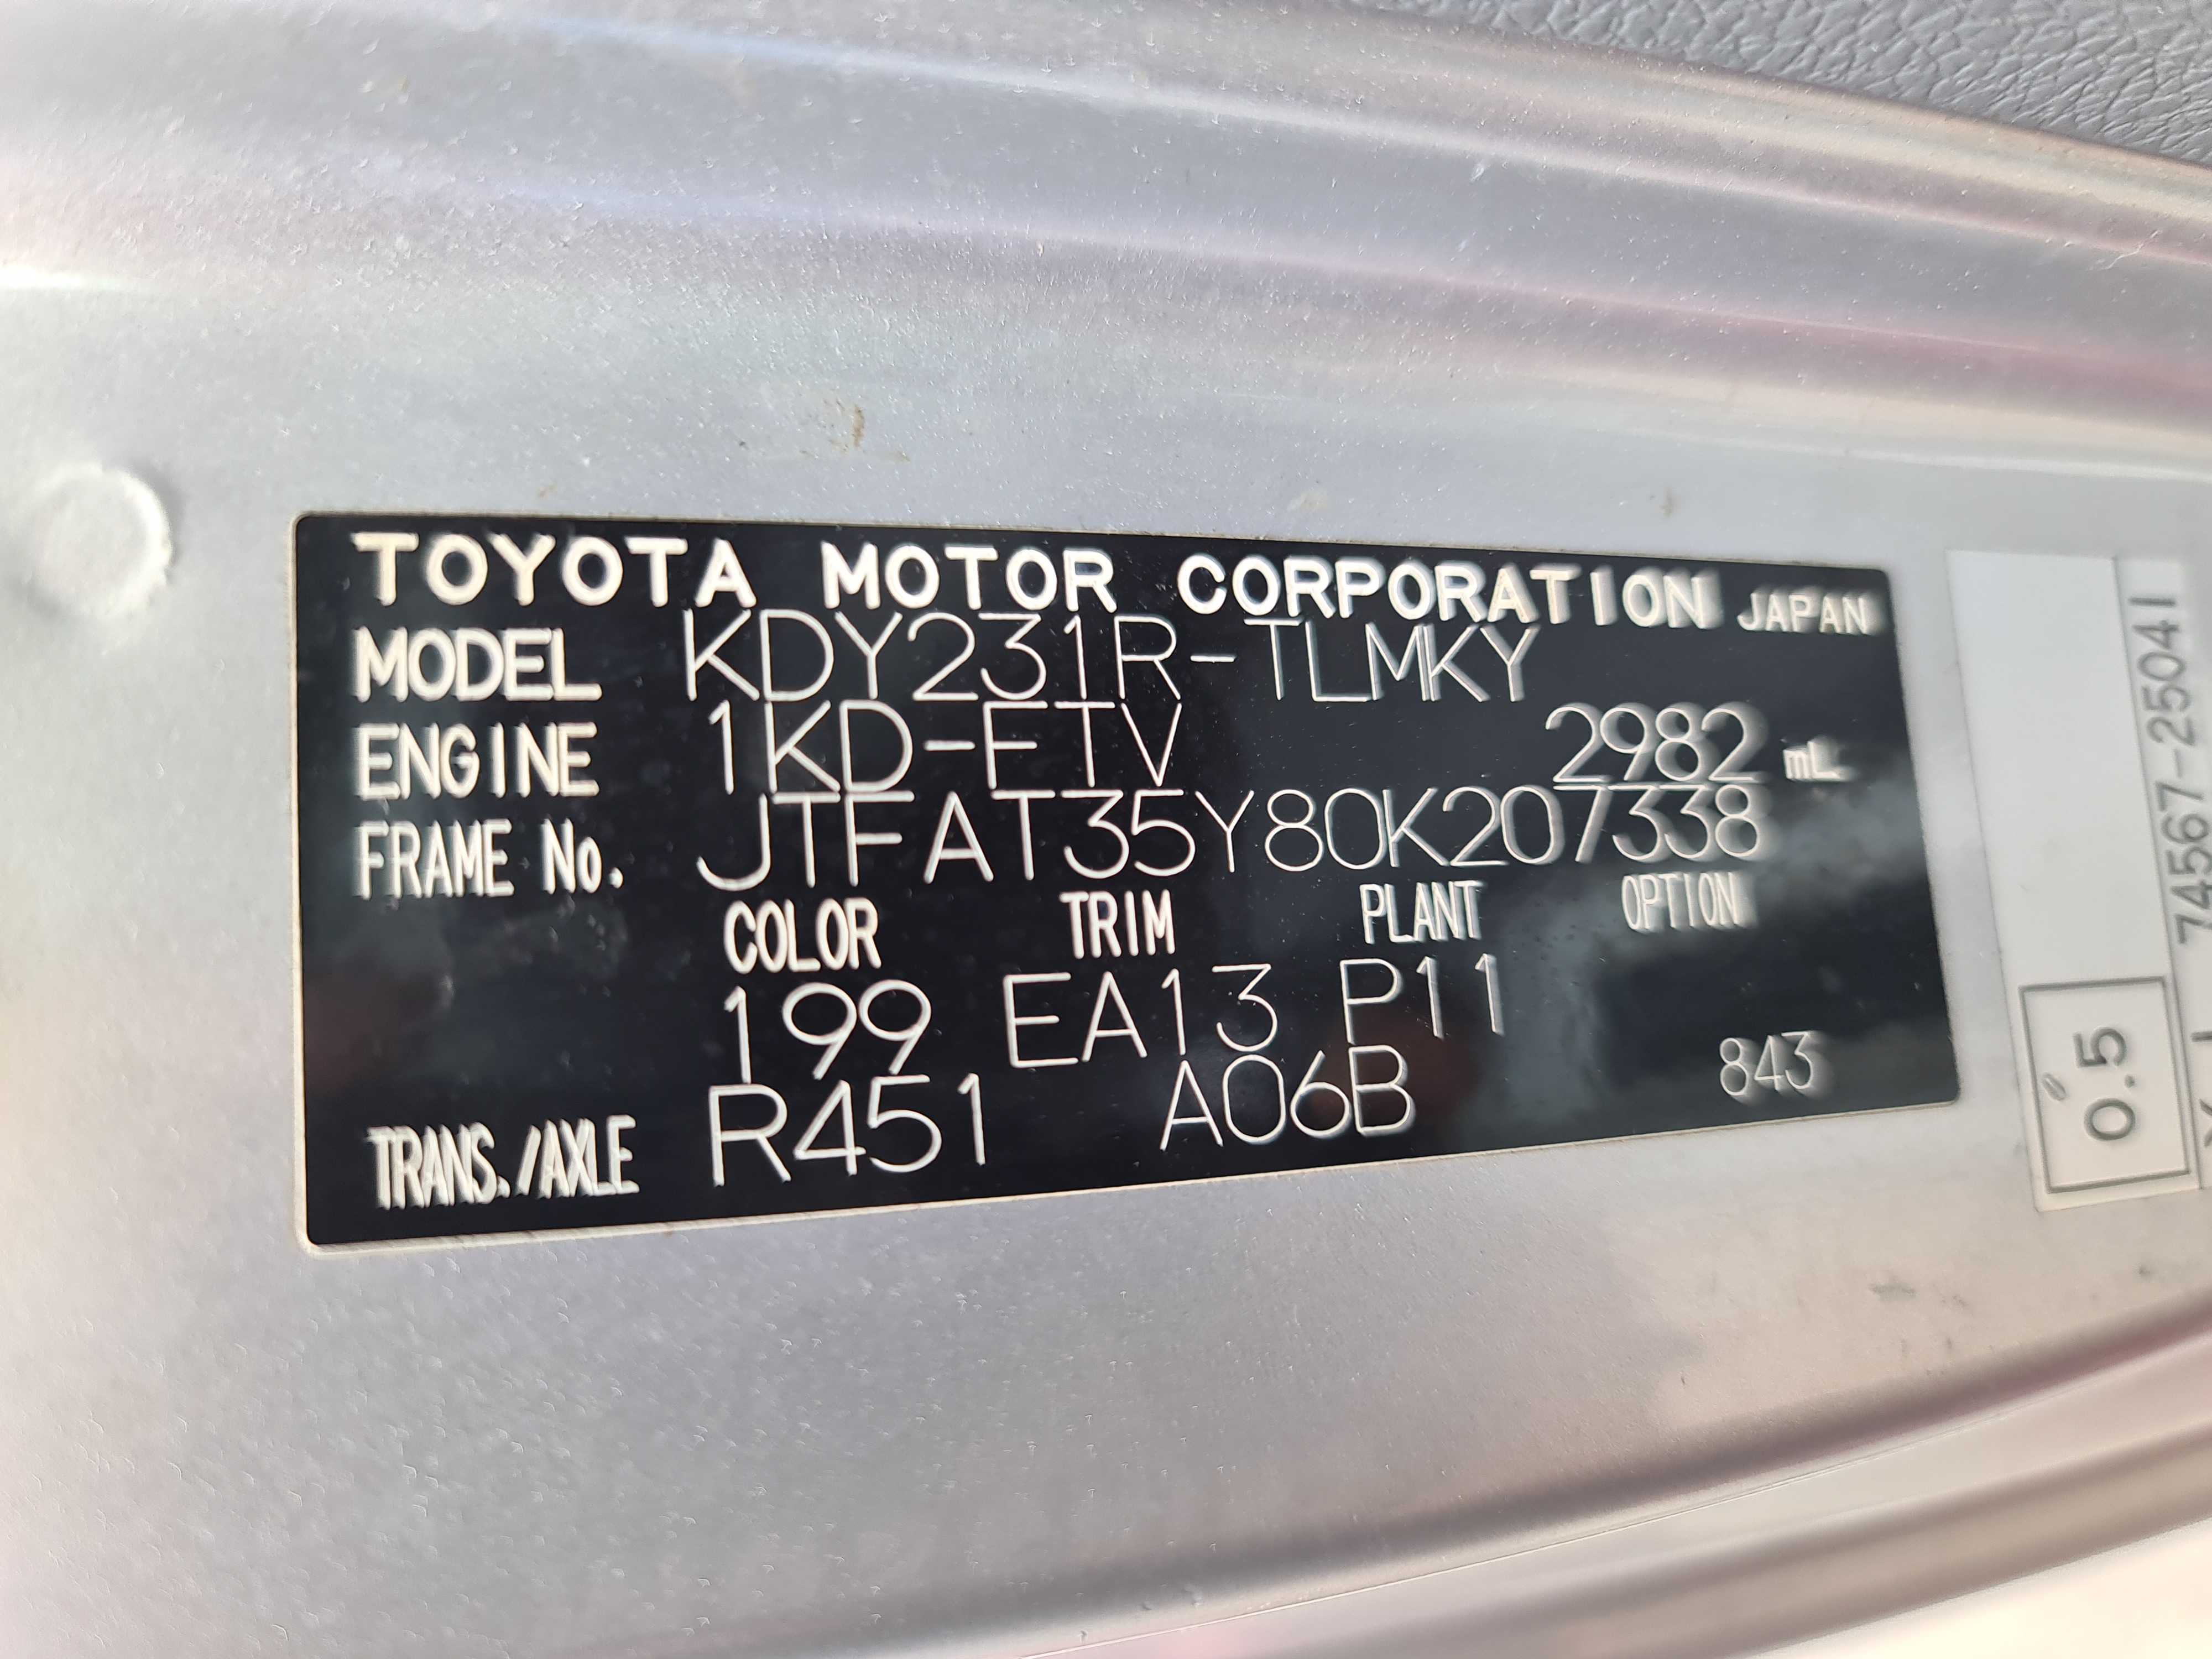 TOYOTA MOTOR CORPORATION JAPAN
MODEL KDY231R-TLMKY
ENGINE 1KD-FTV 2982 mL
FRAME No. JTFAT35Y80K207338
COLOR TRIM PLANT OPTION
199 EA13 P11
TRANS./AXLE R451 A06B 843
74567-25041
0.5